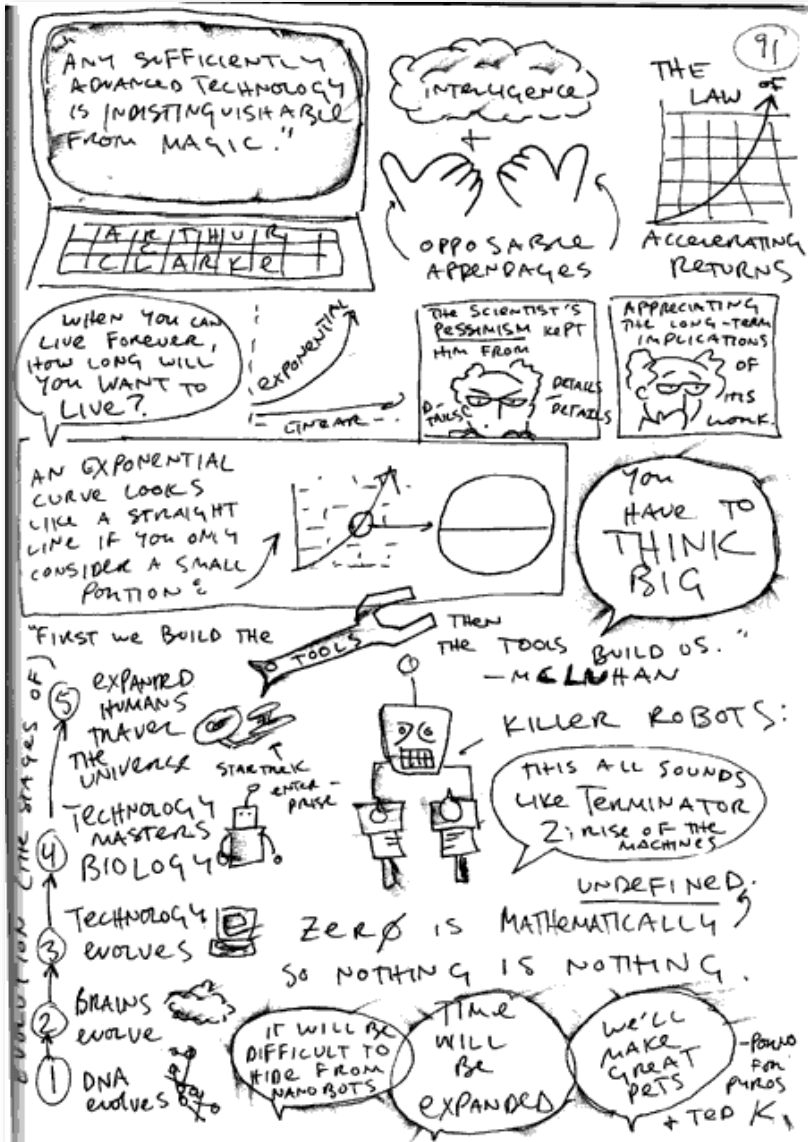 91
"ANY SUFFICIENTLY
ADVANCED TECHNOLOGY
IS INDISTINGUISHABLE
FROM MAGIC."
ARTHUR
C
CLARKE
INTELLIGENCE
+
OPPOSABLE
APPENDAGES
THE
LAW OF
ACCELERATING
RETURNS
WHEN YOU CAN
LIVE FOREVER,
HOW LONG WILL
YOU WANT TO
LIVE?
EXPONENTIAL
LINEAR
THE SCIENTIST'S
PESSIMISM KEPT
HIM FROM
D-TAILS
DETAILS
DETAILS
APPRECIATING
THE LONG-TERM
IMPLICATIONS
OF
HIS
WORK.
AN EXPONENTIAL
CURVE LOOKS
LIKE A STRAIGHT
LINE IF YOU ONLY
CONSIDER A SMALL
PORTION:
YOU
HAVE TO
THINK
BIG
"FIRST WE BUILD THE
TOOLS
THEN
THE TOOLS
BUILD US."
—MCLUHAN
EVOLUTION (THE STAGES OF)
5 EXPANDED
HUMANS
TRAVEL
THE
UNIVERSE
STAR TREK
ENTER-
PRISE
4 TECHNOLOGY
MASTERS
BIOLOGY
3 TECHNOLOGY
EVOLVES
2 BRAINS
EVOLVE
1 DNA
EVOLVES
KILLER ROBOTS:
THIS ALL SOUNDS
LIKE TERMINATOR
2: RISE OF THE
MACHINES
ZERØ IS MATHEMATICALLY
UNDEFINED.
SO NOTHING IS NOTHING.
IT WILL BE
DIFFICULT TO
HIDE FROM
NANOBOTS
TIME
WILL
BE
EXPANDED
WE'LL
MAKE
GREAT
PETS
-PORNO
FOR
PYROS
+ TED K.